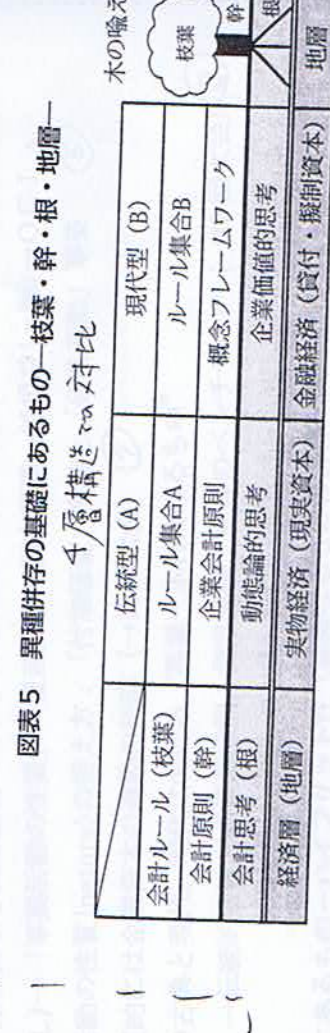 図表5 異種併存の基礎にあるもの―枝葉・幹・根・地層―
4層構造での対比
伝統型（A） 現代型（B） 木の喩え
会計ルール（枝葉） ルール集合A ルール集合B 枝葉
会計原則（幹） 企業会計原則 概念フレームワーク 幹
会計思考（根） 動態論的思考 企業価値的思考 根
経済層（地層） 実物経済（現実資本） 金融経済（貸付・擬制資本） 地層